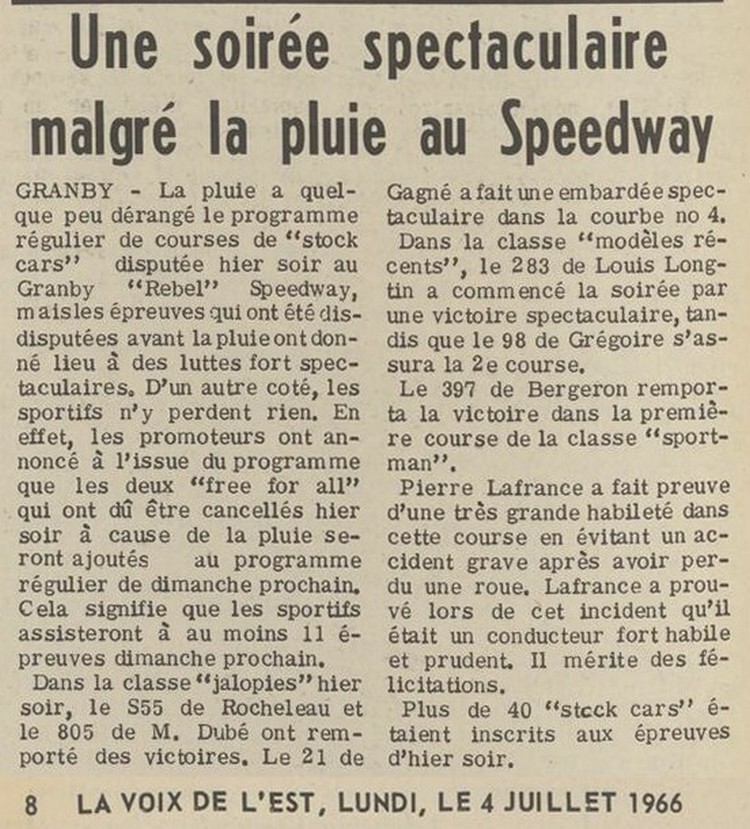 Une soirée spectaculaire
malgré la pluie au Speedway
GRANBY - La pluie a quel-
que peu dérangé le programme
régulier de courses de "stock
cars" disputée hier soir au
Granby "Rebel" Speedway,
mais les épreuves qui ont été dis-
disputées avant la pluie ont don-
né lieu à des luttes fort spec-
taculaires. D'un autre coté, les
sportifs n'y perdent rien. En
effet, les promoteurs ont an-
noncé à l'issue du programme
que les deux "free for all"
qui ont dû être cancellés hier
soir à cause de la pluie se-
ront ajoutés au programme
régulier de dimanche prochain.
Cela signifie que les sportifs
assisteront à au moins 11 é-
preuves dimanche prochain.
Dans la classe "jalopies" hier
soir, le S55 de Rocheleau et
le 805 de M. Dubé ont rem-
porté des victoires. Le 21 de
Gagné a fait une embardée spec-
taculaire dans la courbe no 4.
Dans la classe "modèles ré-
cents", le 283 de Louis Long-
tin a commencé la soirée par
une victoire spectaculaire, tan-
dis que le 98 de Grégoire s'as-
sura la 2e course.
Le 397 de Bergeron rempor-
ta la victoire dans la premiè-
re course de la classe "sport-
man".
Pierre Lafrance a fait preuve
d'une très grande habileté dans
cette course en évitant un ac-
cident grave après avoir per-
du une roue. Lafrance a prou-
vé lors de cet incident qu'il
était un conducteur fort habile
et prudent. Il mérite des fé-
licitations.
Plus de 40 "stock cars" é-
taient inscrits aux épreuves
d'hier soir.
8 LA VOIX DE L'EST, LUNDI, LE 4 JUILLET 1966